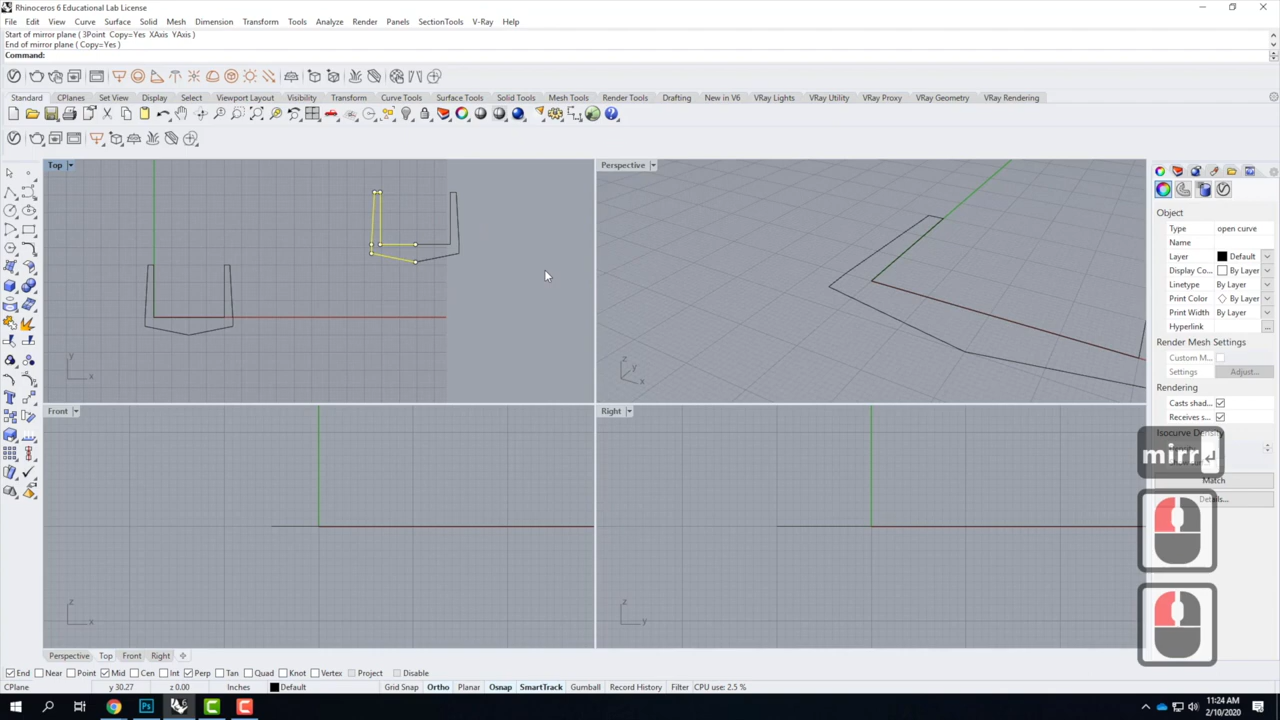 Rhinoceros 6 Educational Lab License
File Edit View Curve Surface Solid Mesh Dimension Transform Tools Analyze Render Panels SectionTools V-Ray Help
Start of mirror plane ( 3Point Copy=Yes XAxis YAxis )
End of mirror plane ( Copy=Yes )
Command:
Standard CPlanes Set View Display Select Viewport Layout Visibility Transform Curve Tools Surface Tools Solid Tools Mesh Tools Render Tools Drafting New in V6 VRay Lights VRay Utility VRay Proxy VRay Geometry VRay Rendering
Top
Perspective
y
x
z
y
x
Front
Right
z
x
z
y
Object
Type open curve
Name
Layer Default
Display Co... By Layer
Linetype By Layer
Print Color By Layer
Print Width By Layer
Hyperlink ...
Render Mesh Settings
Custom M...
Settings Adjust...
Rendering
Casts shad...
Receives s...
Isocurve Density
mirr↵
Match
Details...
Perspective Top Front Right
End Near Point Mid Cen Int Perp Tan Quad Knot Vertex Project Disable
CPlane y 30.27 z 0.00 Inches Default Grid Snap Ortho Planar Osnap SmartTrack Gumball Record History Filter CPU use: 2.5 %
11:24 AM
2/10/2020